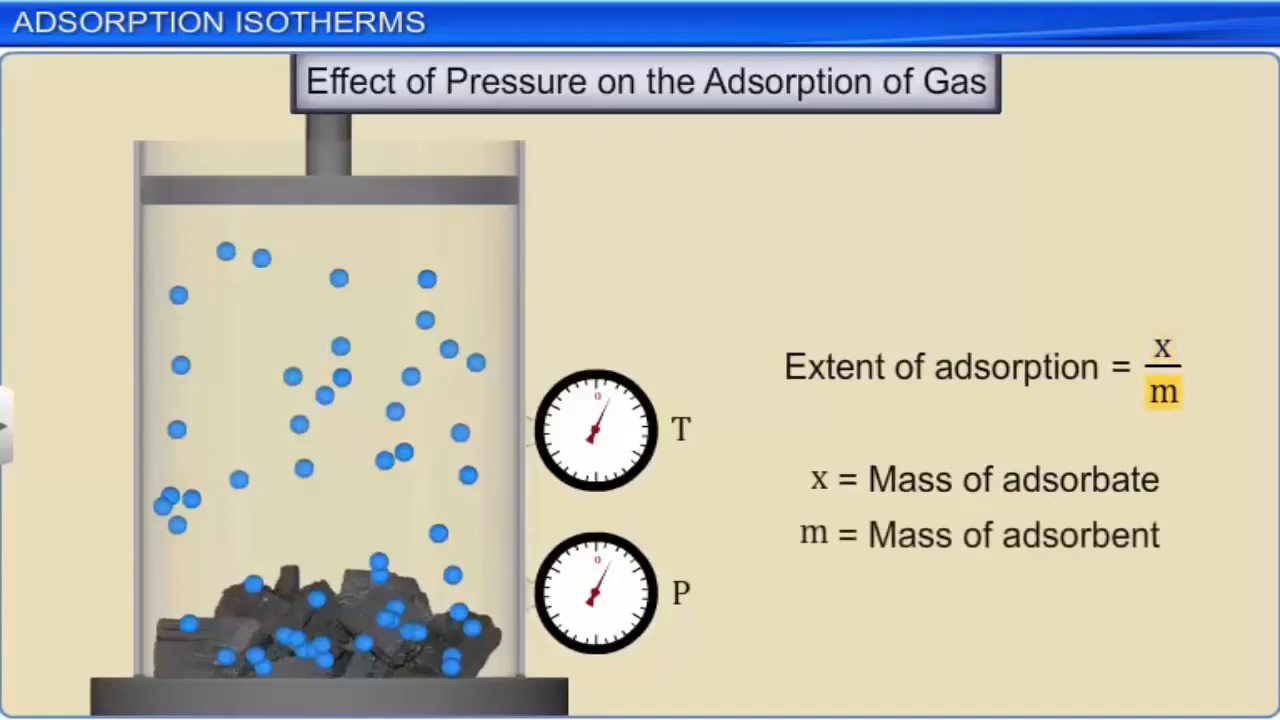 ADSORPTION ISOTHERMS
Effect of Pressure on the Adsorption of Gas
Extent of adsorption = x/m
x = Mass of adsorbate
m = Mass of adsorbent
o
T
o
P